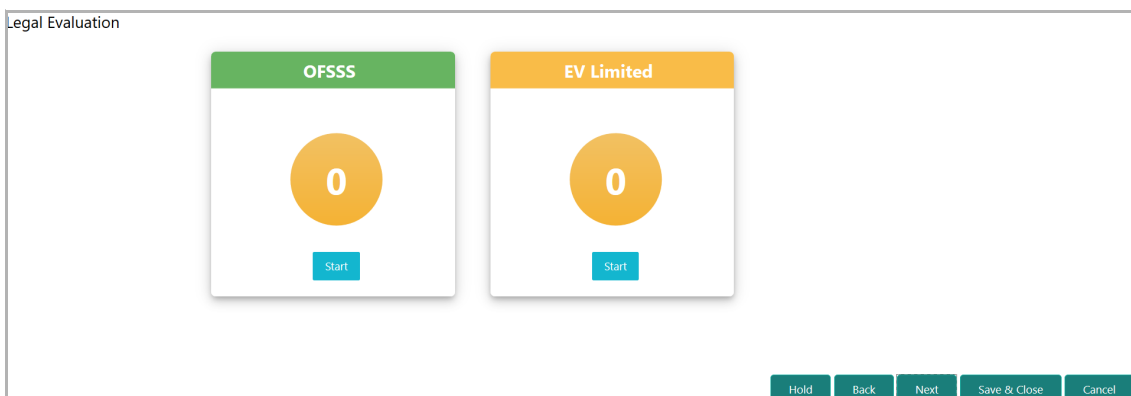 Legal Evaluation
OFSSS
EV Limited
0
0
Start
Start
Hold Back Next Save & Close Cancel